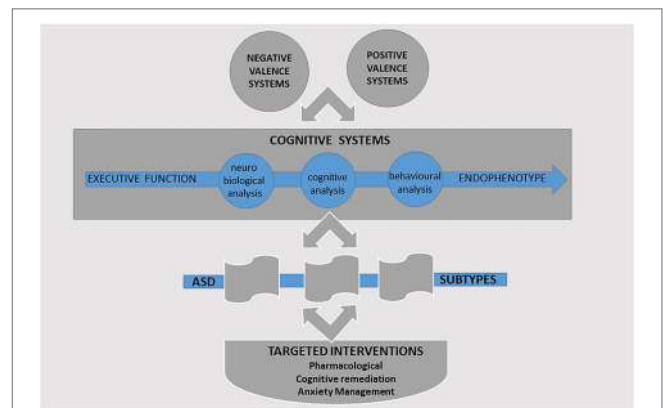 NEGATIVE
VALENCE
SYSTEMS
POSITIVE
VALENCE
SYSTEMS
COGNITIVE SYSTEMS
EXECUTIVE FUNCTION
neuro
biological
analysis
cognitive
analysis
behavioural
analysis
ENDOPHENOTYPE
ASD
SUBTYPES
TARGETED INTERVENTIONS
Pharmacological
Cognitive remediation
Anxiety Management